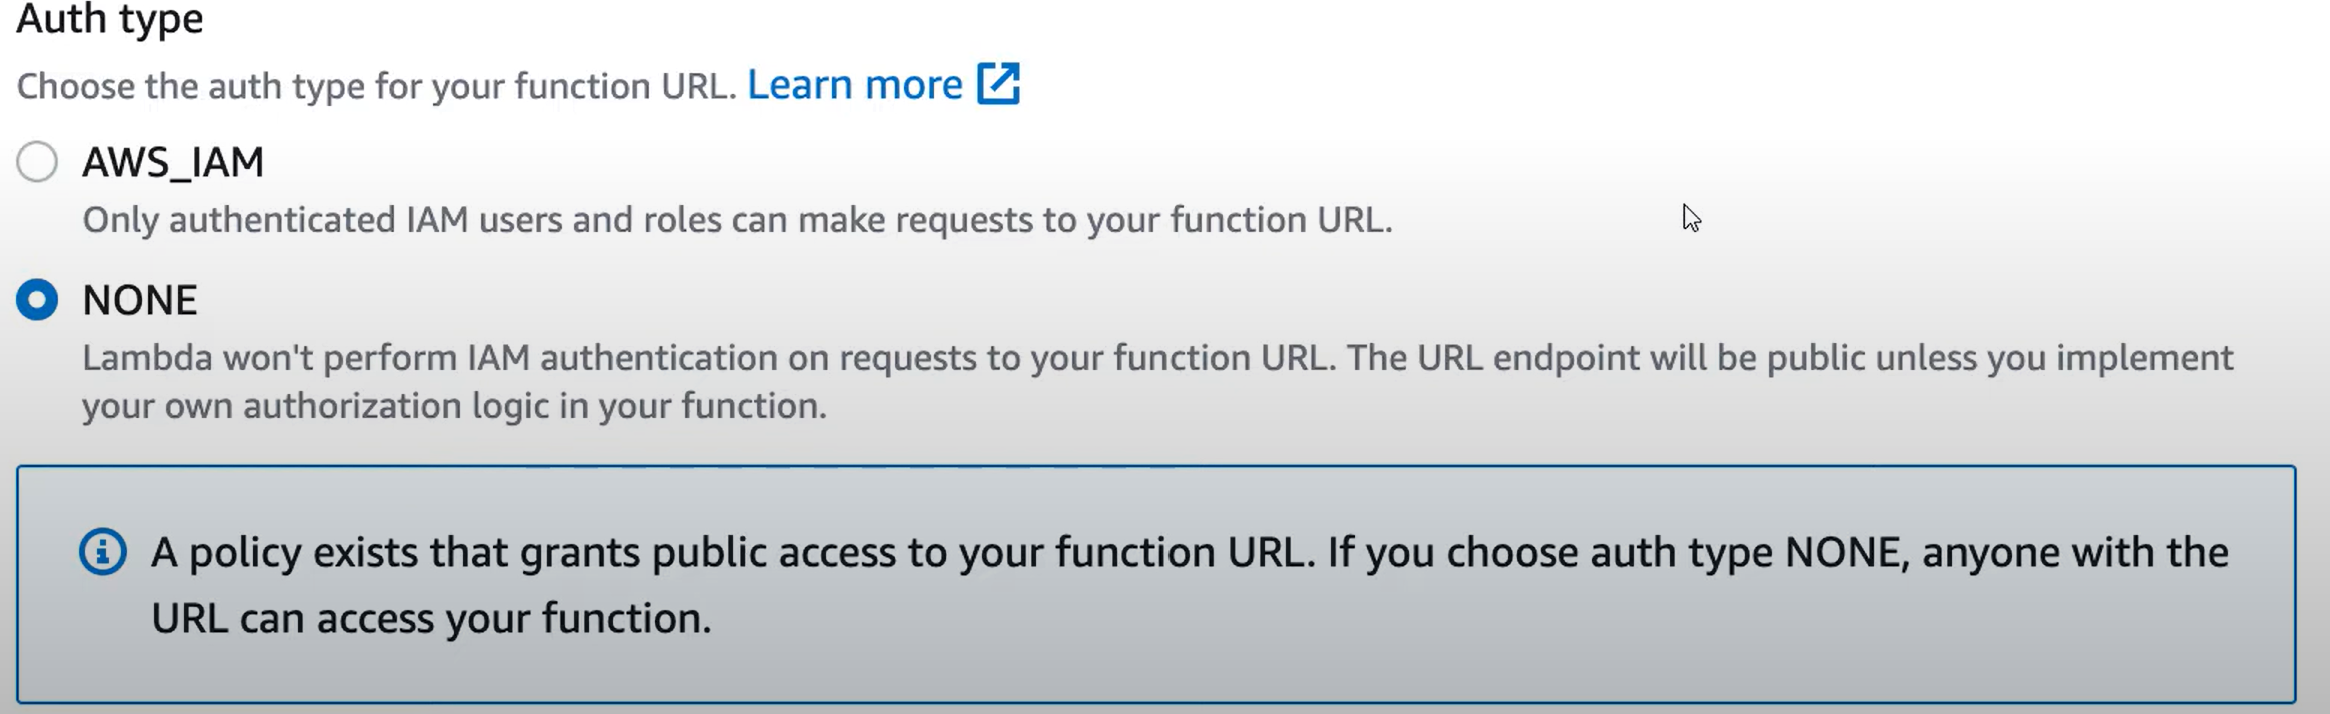 Auth type
Choose the auth type for your function URL. Learn more
AWS_IAM
Only authenticated IAM users and roles can make requests to your function URL.
NONE
Lambda won't perform IAM authentication on requests to your function URL. The URL endpoint will be public unless you implement
your own authorization logic in your function.
A policy exists that grants public access to your function URL. If you choose auth type NONE, anyone with the
URL can access your function.